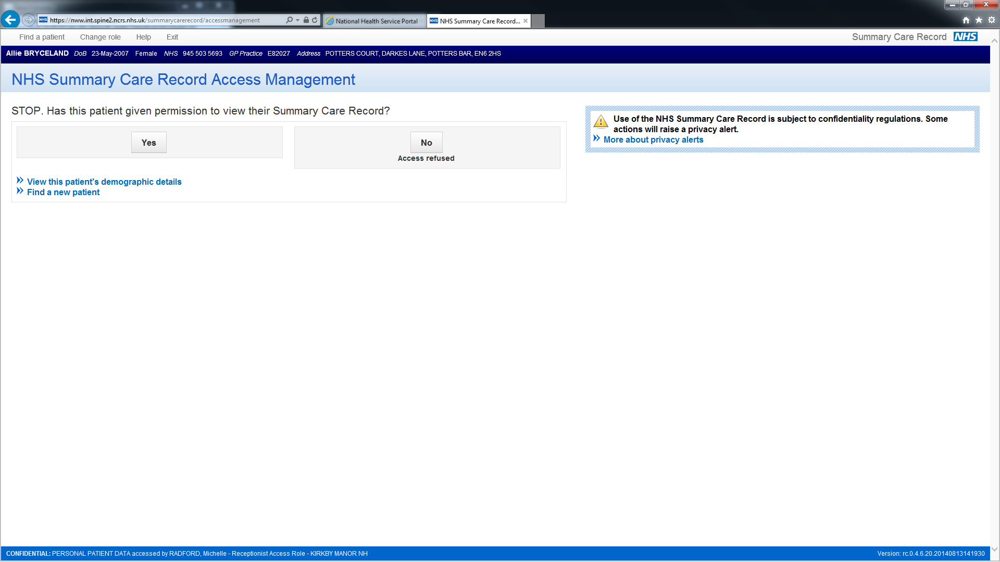 https://nww.int.spine2.ncrs.nhs.uk/summarycarerecord/accessmanagement
National Health Service Portal
NHS Summary Care Record...
Find a patient Change role Help Exit
Summary Care Record NHS
Allie BRYCELAND DoB 23-May-2007 Female NHS 945 503 5693 GP Practice E82027 Address POTTERS COURT, DARKES LANE, POTTERS BAR, EN6 2HS
NHS Summary Care Record Access Management
STOP. Has this patient given permission to view their Summary Care Record?
Yes
No
Access refused
View this patient's demographic details
Find a new patient
Use of the NHS Summary Care Record is subject to confidentiality regulations. Some
actions will raise a privacy alert.
More about privacy alerts
CONFIDENTIAL: PERSONAL PATIENT DATA accessed by RADFORD, Michelle - Receptionist Access Role - KIRKBY MANOR NH
Version: rc.0.4.6.20.20140813141930